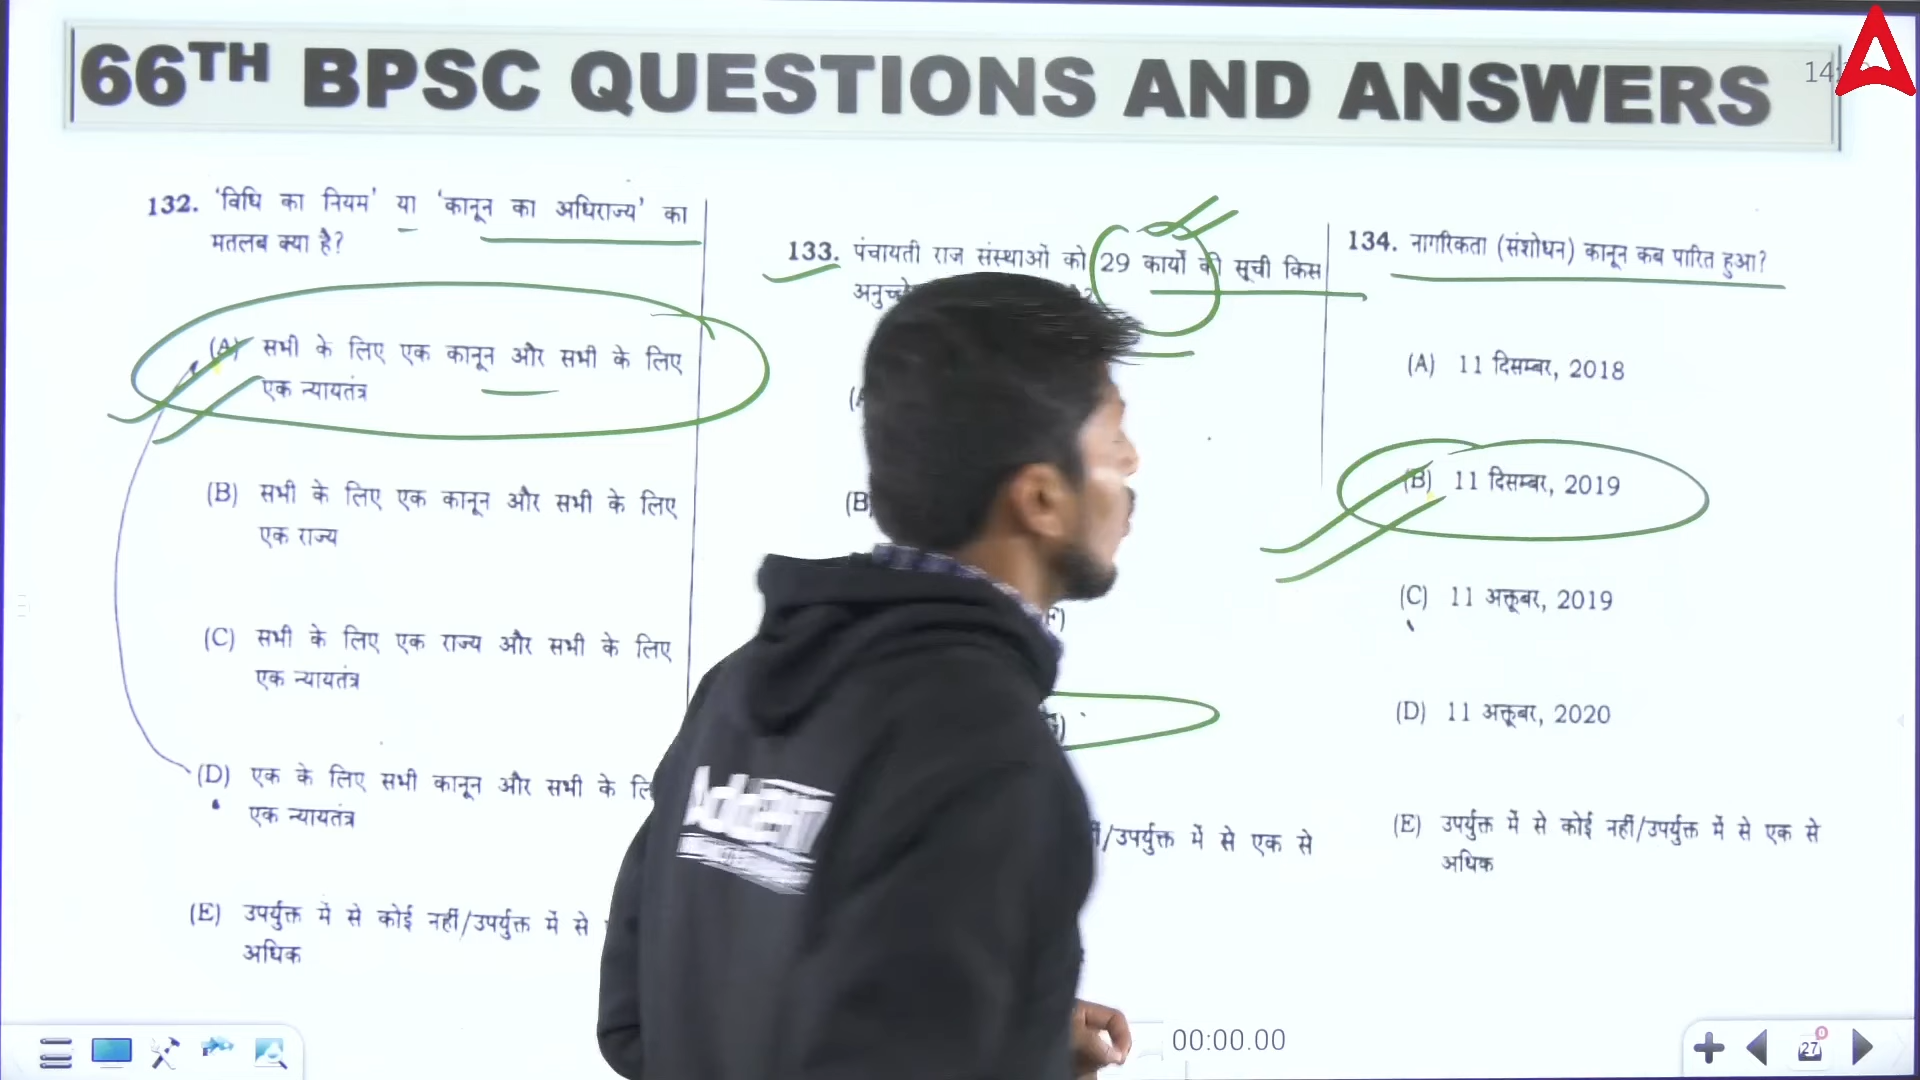 66TH BPSC QUESTIONS AND ANSWERS
14
132. 'विधि का नियम' या 'कानून का अधिराज्य' का
मतलब क्या है?
(A) सभी के लिए एक कानून और सभी के लिए
एक न्यायतंत्र
(B) सभी के लिए एक कानून और सभी के लिए
एक राज्य
(C) सभी के लिए एक राज्य और सभी के लिए
एक न्यायतंत्र
(D) एक के लिए सभी कानून और सभी के
एक न्यायतंत्र
(E) उपर्युक्त में से कोई नहीं/उपर्युक्त में से
अधिक
133. पंचायती राज संस्थाओं को 29 कार्यों की सूची किस
/उपर्युक्त में से एक से
134. नागरिकता (संशोधन) कानून कब पारित हुआ?
(A) 11 दिसम्बर, 2018
(B) 11 दिसम्बर, 2019
(C) 11 अक्तूबर, 2019
(D) 11 अक्तूबर, 2020
(E) उपर्युक्त में से कोई नहीं/उपर्युक्त में से एक से
अधिक
00:00.00
27
0